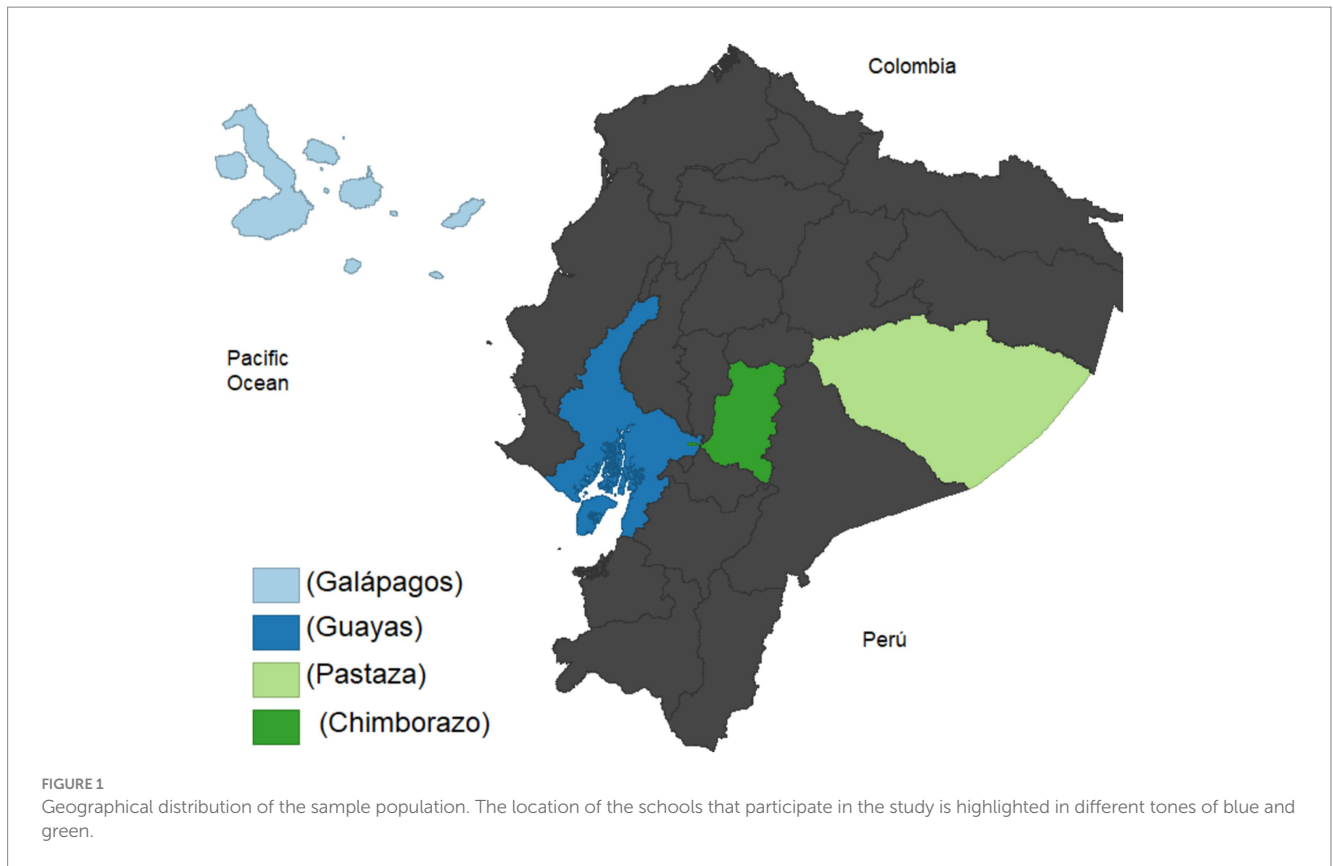 Colombia
Pacific
Ocean
Perú
(Galápagos)
(Guayas)
(Pastaza)
(Chimborazo)
FIGURE 1
Geographical distribution of the sample population. The location of the schools that participate in the study is highlighted in different tones of blue and
green.